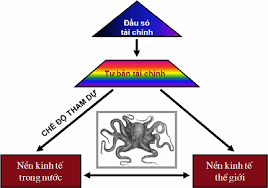 Đầu sỏ
tài chính
Tư bản tài chính
CHẾ ĐỘ THAM DỰ
Nền kinh tế
trong nước
Nền kinh tế
thế giới